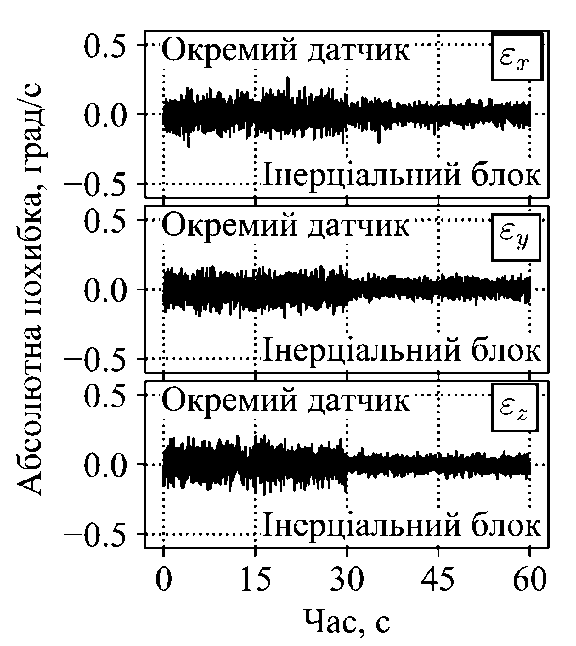 Абсолютна похибка, град/с
0.5
0.0
−0.5
Окремий датчик
εx
Інерціальний блок
0.5
0.0
−0.5
Окремий датчик
εy
Інерціальний блок
0.5
0.0
−0.5
Окремий датчик
εz
Інерціальний блок
0 15 30 45 60
Час, с